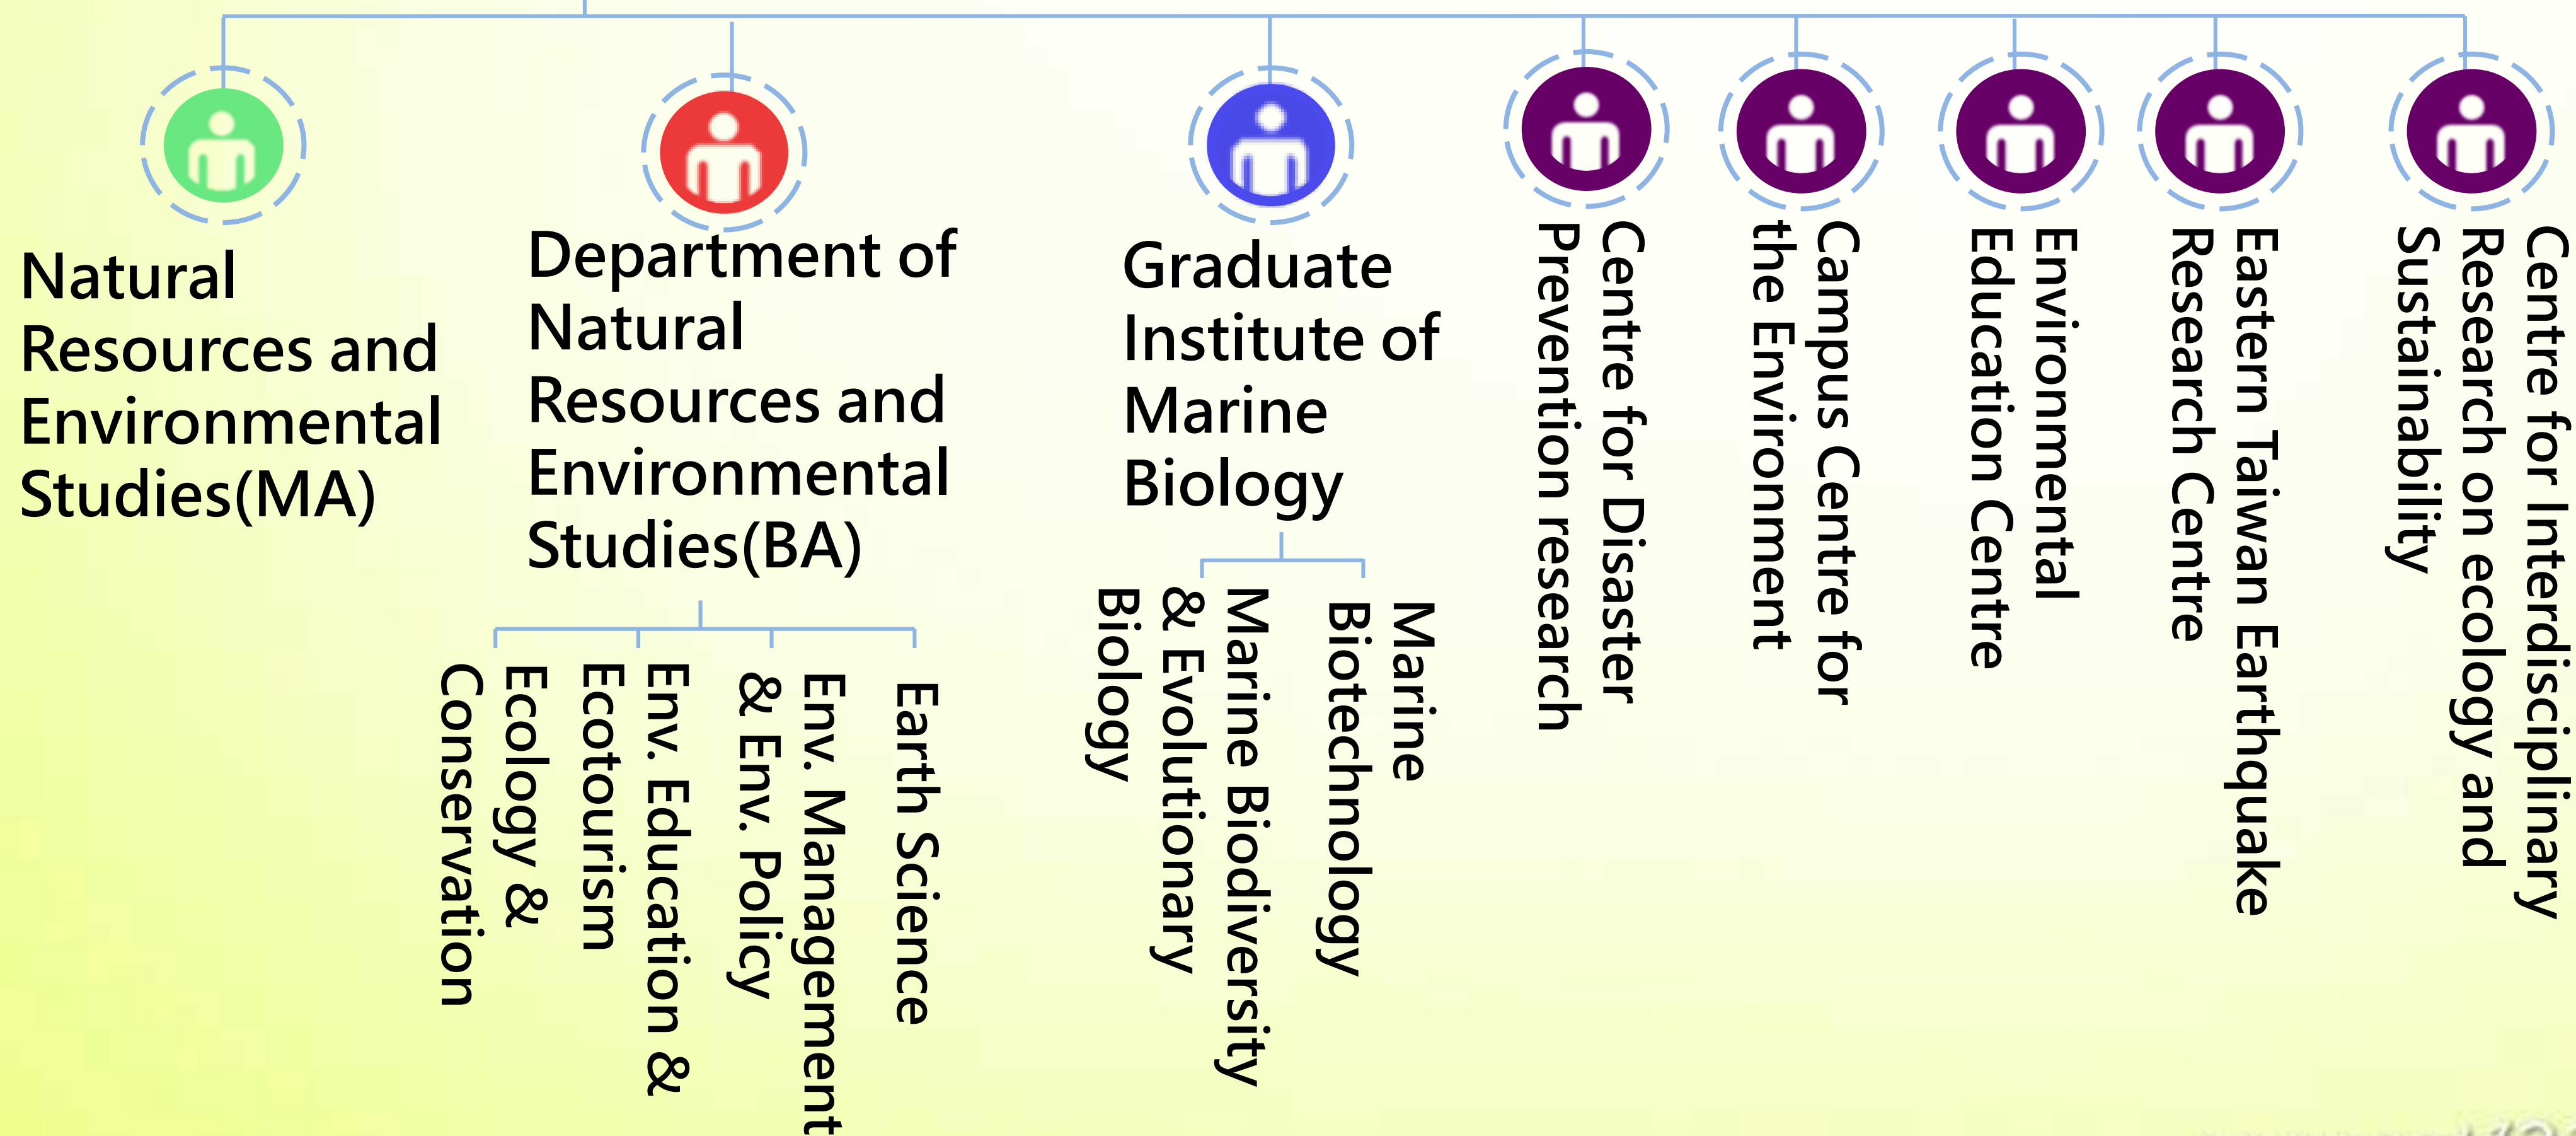 Natural
Resources and
Environmental
Studies(MA)
Department of
Natural
Resources and
Environmental
Studies(BA)
Ecology &
Conservation
Env. Education &
Ecotourism
Env. Management
& Env. Policy
Earth Science
Graduate
Institute of
Marine
Biology
Marine Biodiversity
& Evolutionary
Biology
Marine
Biotechnology
Centre for Disaster
Prevention research
Campus Centre for
the Environment
Environmental
Education Centre
Eastern Taiwan Earthquake
Research Centre
Centre for Interdisciplinary
Research on ecology and
Sustainability